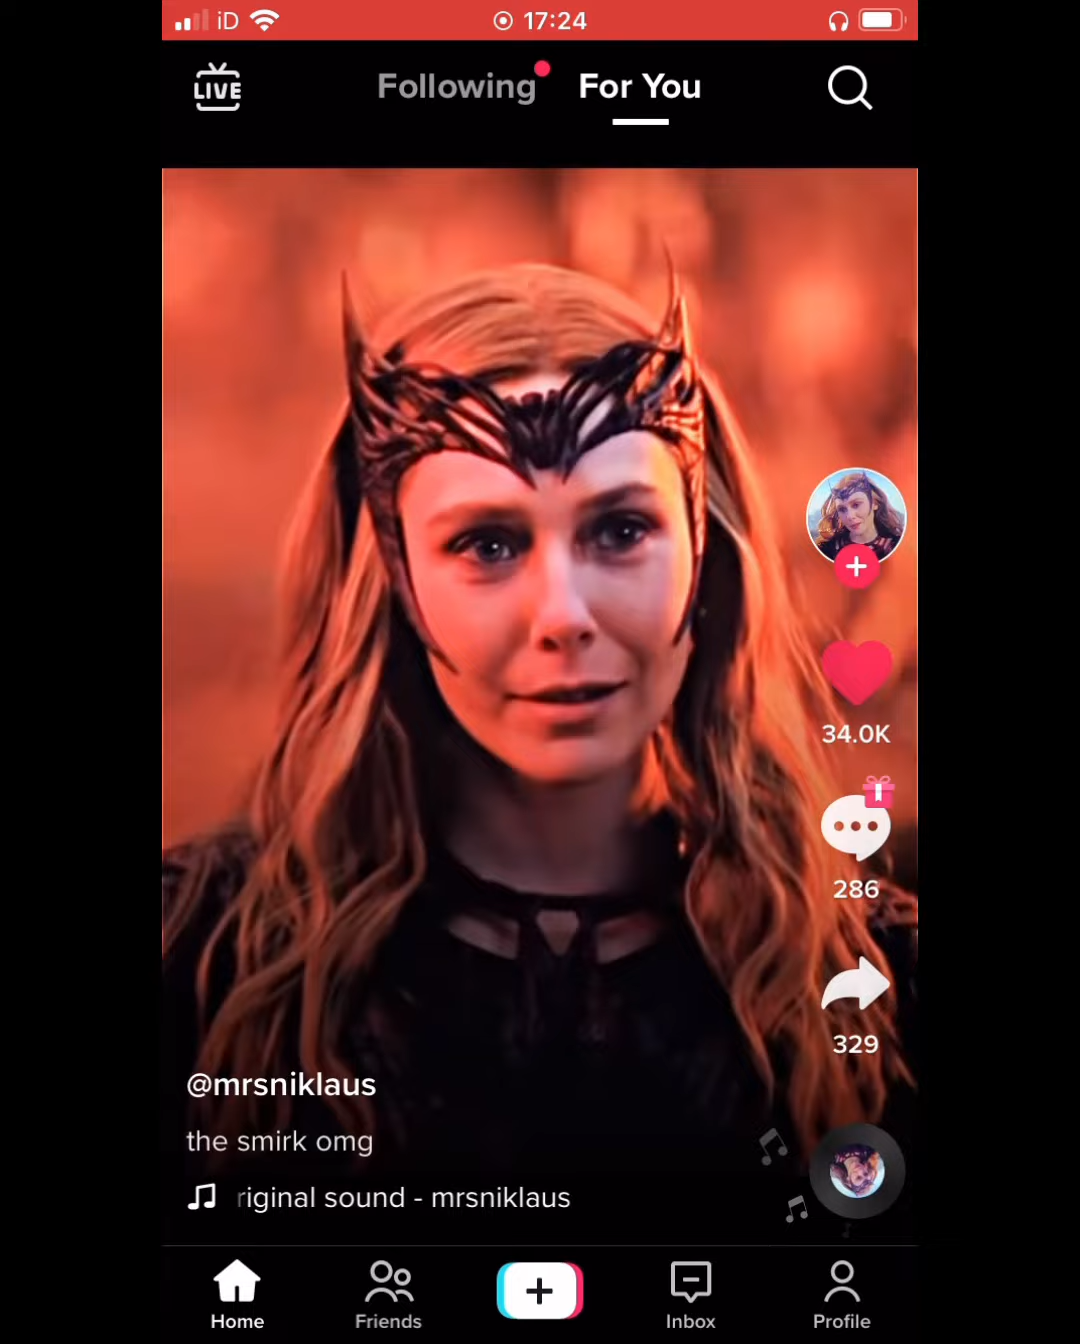 iD 17:24
LIVE Following For You
34.0K
286
329
@mrsniklaus
the smirk omg
riginal sound - mrsniklaus
Home Friends Inbox Profile